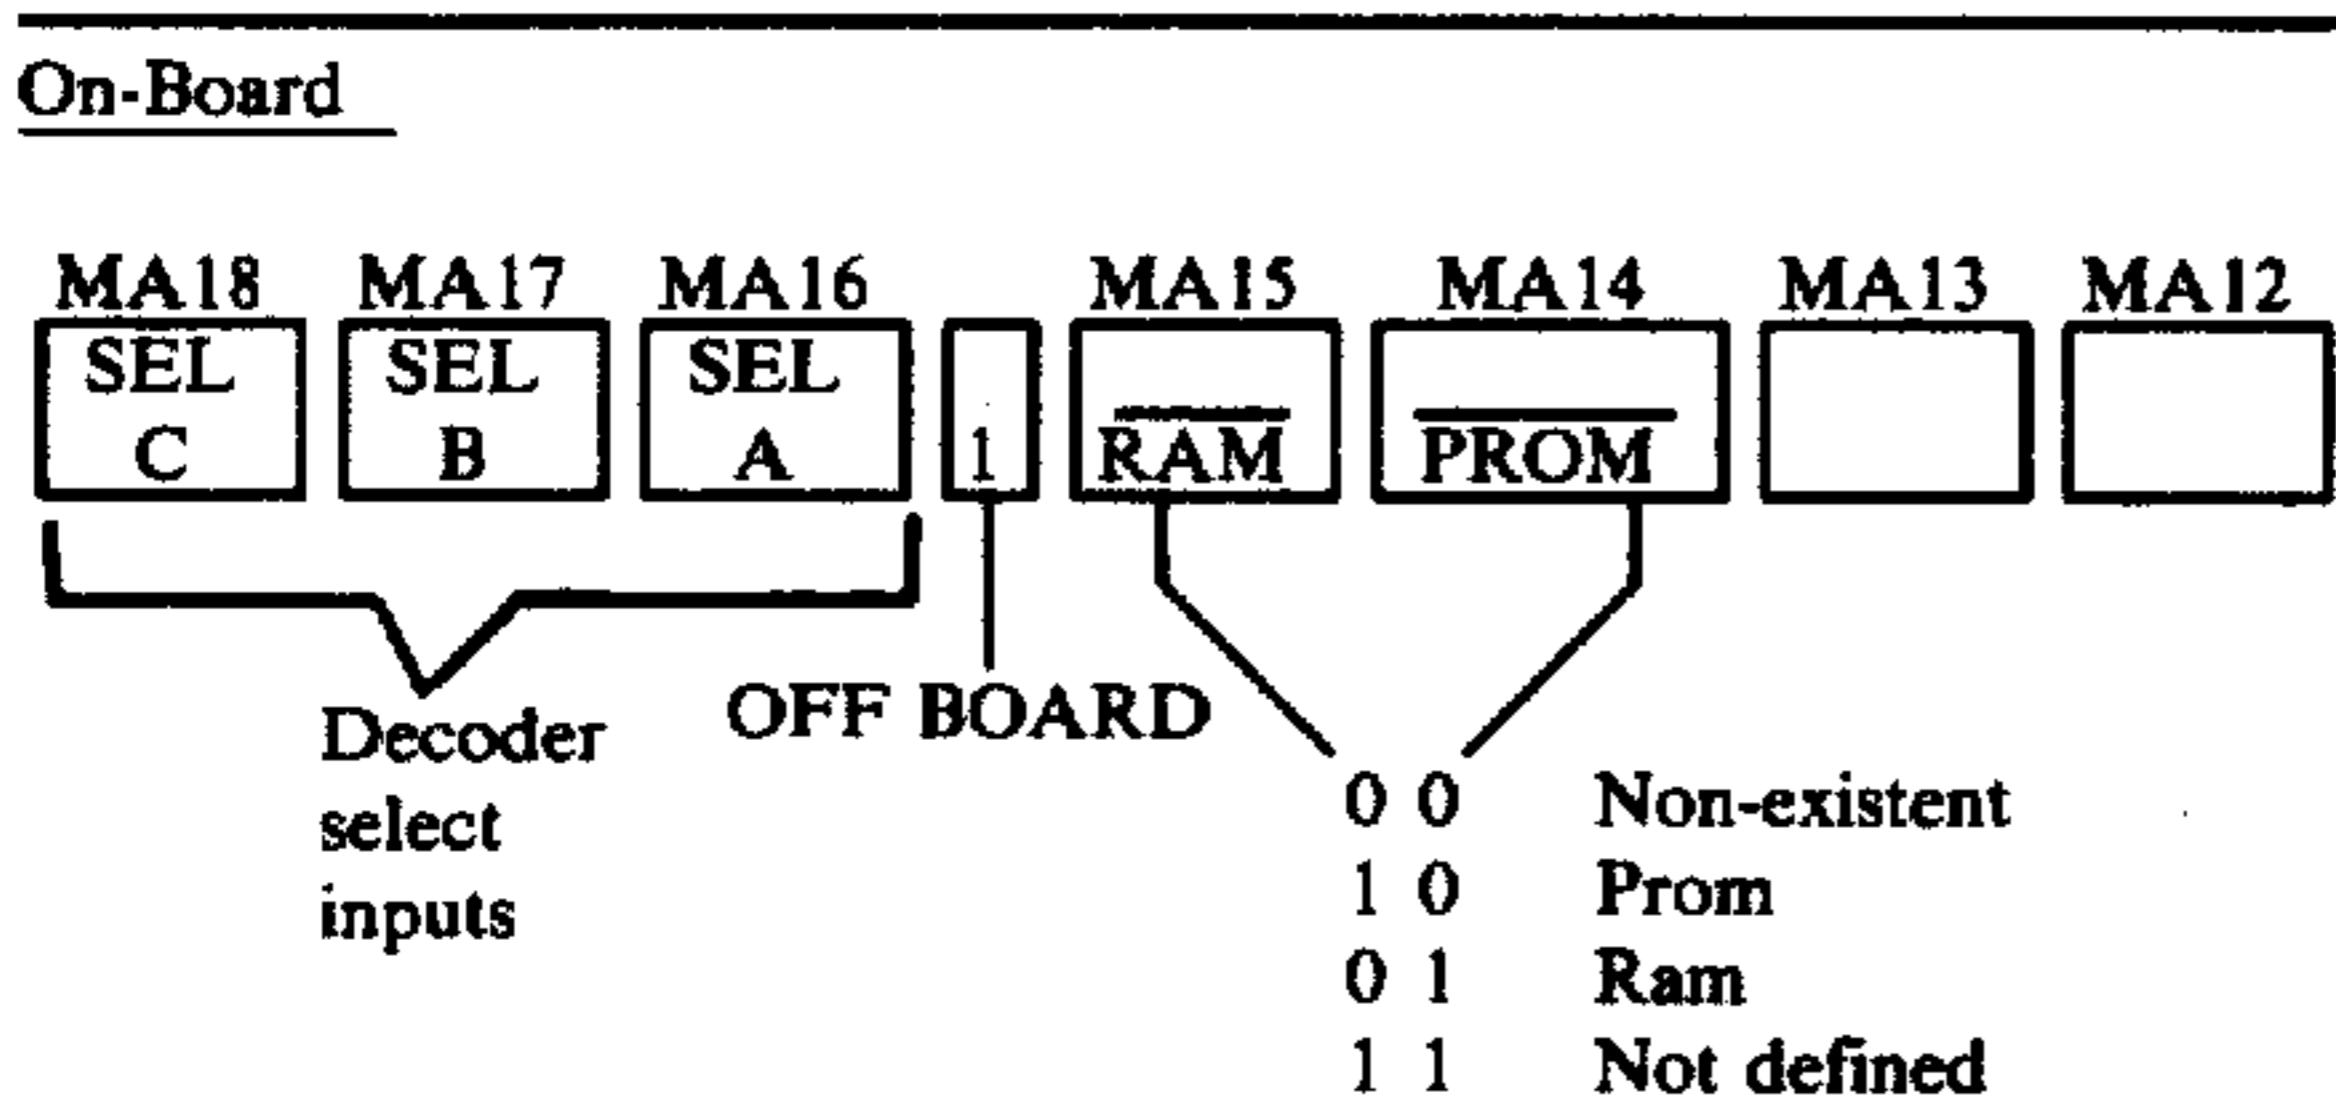 On-Board
MA18 MA17 MA16 MA15 MA14 MA13 MA12
SEL SEL SEL
C B A 1 RAM PROM
OFF BOARD
Decoder
select
inputs
0 0 Non-existent
1 0 Prom
0 1 Ram
1 1 Not defined